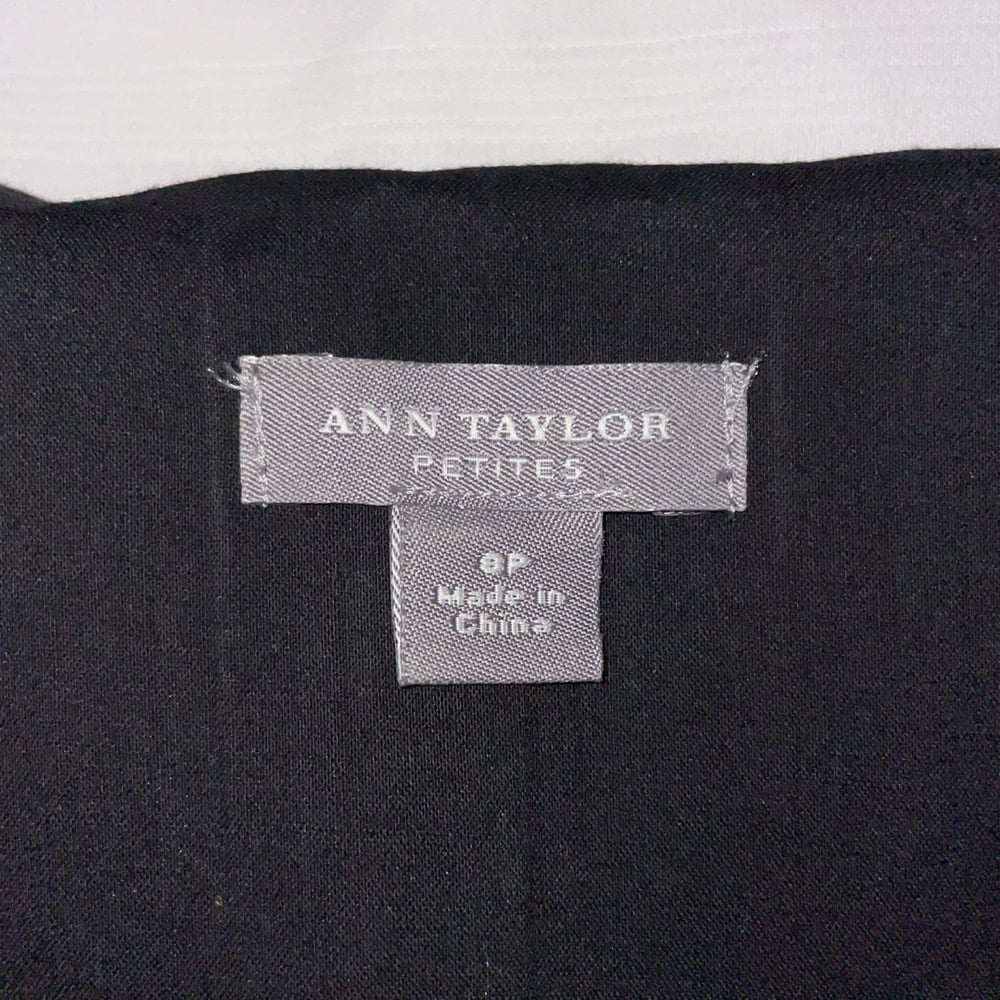 ANN TAYLOR
PETITES
8P
Made in
China